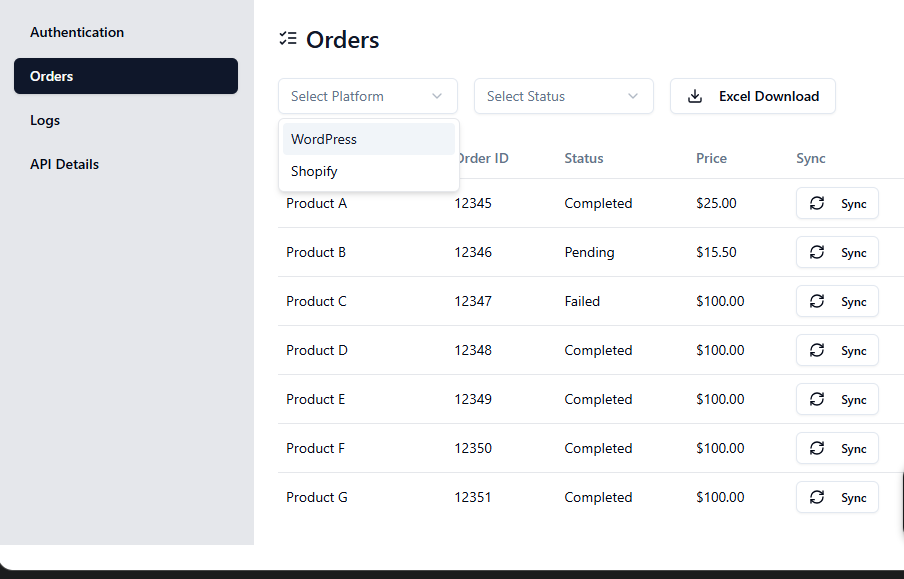 Authentication
Orders
Logs
API Details
Orders
Select Platform
Select Status
Excel Download
WordPress
Shopify
Order ID Status Price Sync
Product A 12345 Completed $25.00 Sync
Product B 12346 Pending $15.50 Sync
Product C 12347 Failed $100.00 Sync
Product D 12348 Completed $100.00 Sync
Product E 12349 Completed $100.00 Sync
Product F 12350 Completed $100.00 Sync
Product G 12351 Completed $100.00 Sync